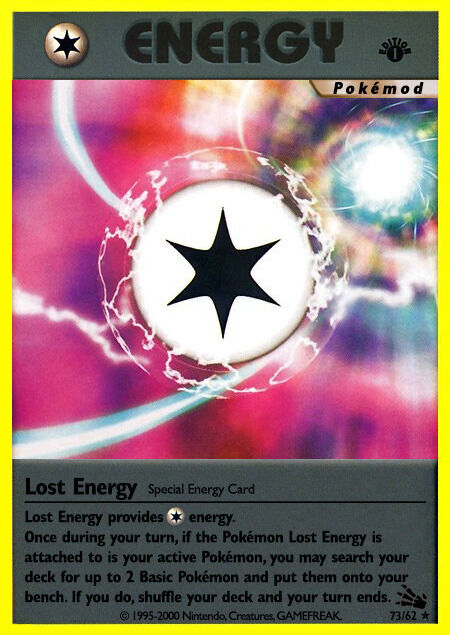 ENERGY
EDITION
1
Pokémod
Lost Energy Special Energy Card
Lost Energy provides energy.
Once during your turn, if the Pokémon Lost Energy is
attached to is your active Pokémon, you may search your
deck for up to 2 Basic Pokémon and put them onto your
bench. If you do, shuffle your deck and your turn ends.
© 1995-2000 Nintendo, Creatures, GAMEFREAK. 73/62 ★